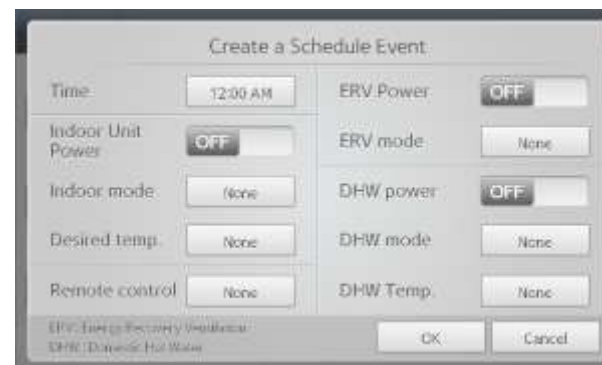 Create a Schedule Event
Time
12:00 AM
Indoor Unit
Power
OFF
Indoor mode
None
Desired temp.
None
Remote control
None
ERV Power
OFF
ERV mode
None
DHW power
OFF
DHW mode
None
DHW Temp.
None
ERV: Energy Recovery Ventilation
DHW: Domestic Hot Water
OK
Cancel